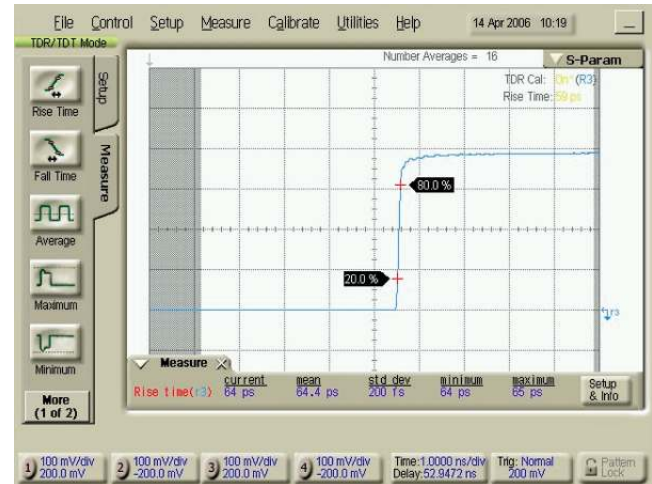 File Control Setup Measure Calibrate Utilities Help 14 Apr 2006 10:19
TDR/TDT Mode
Number Averages = 16
S-Param
TDR Cal: On* (R3)
Rise Time: 59 ps
Setup
Measure
Rise Time
Fall Time
Average
Maximum
Minimum
More
(1 of 2)
80.0 %
20.0 %
r3
Measure
current mean std dev minimum maximum
Rise time(r3) 64 ps 64.4 ps 200 fs 64 ps 65 ps
Setup
& Info
1) 100 mV/div
200.0 mV
2) 100 mV/div
-200.0 mV
3) 100 mV/div
200.0 mV
4) 100 mV/div
-200.0 mV
Time:1.0000 ns/div
Delay:52.9472 ns
Trig: Normal
200 mV
Pattern
Lock